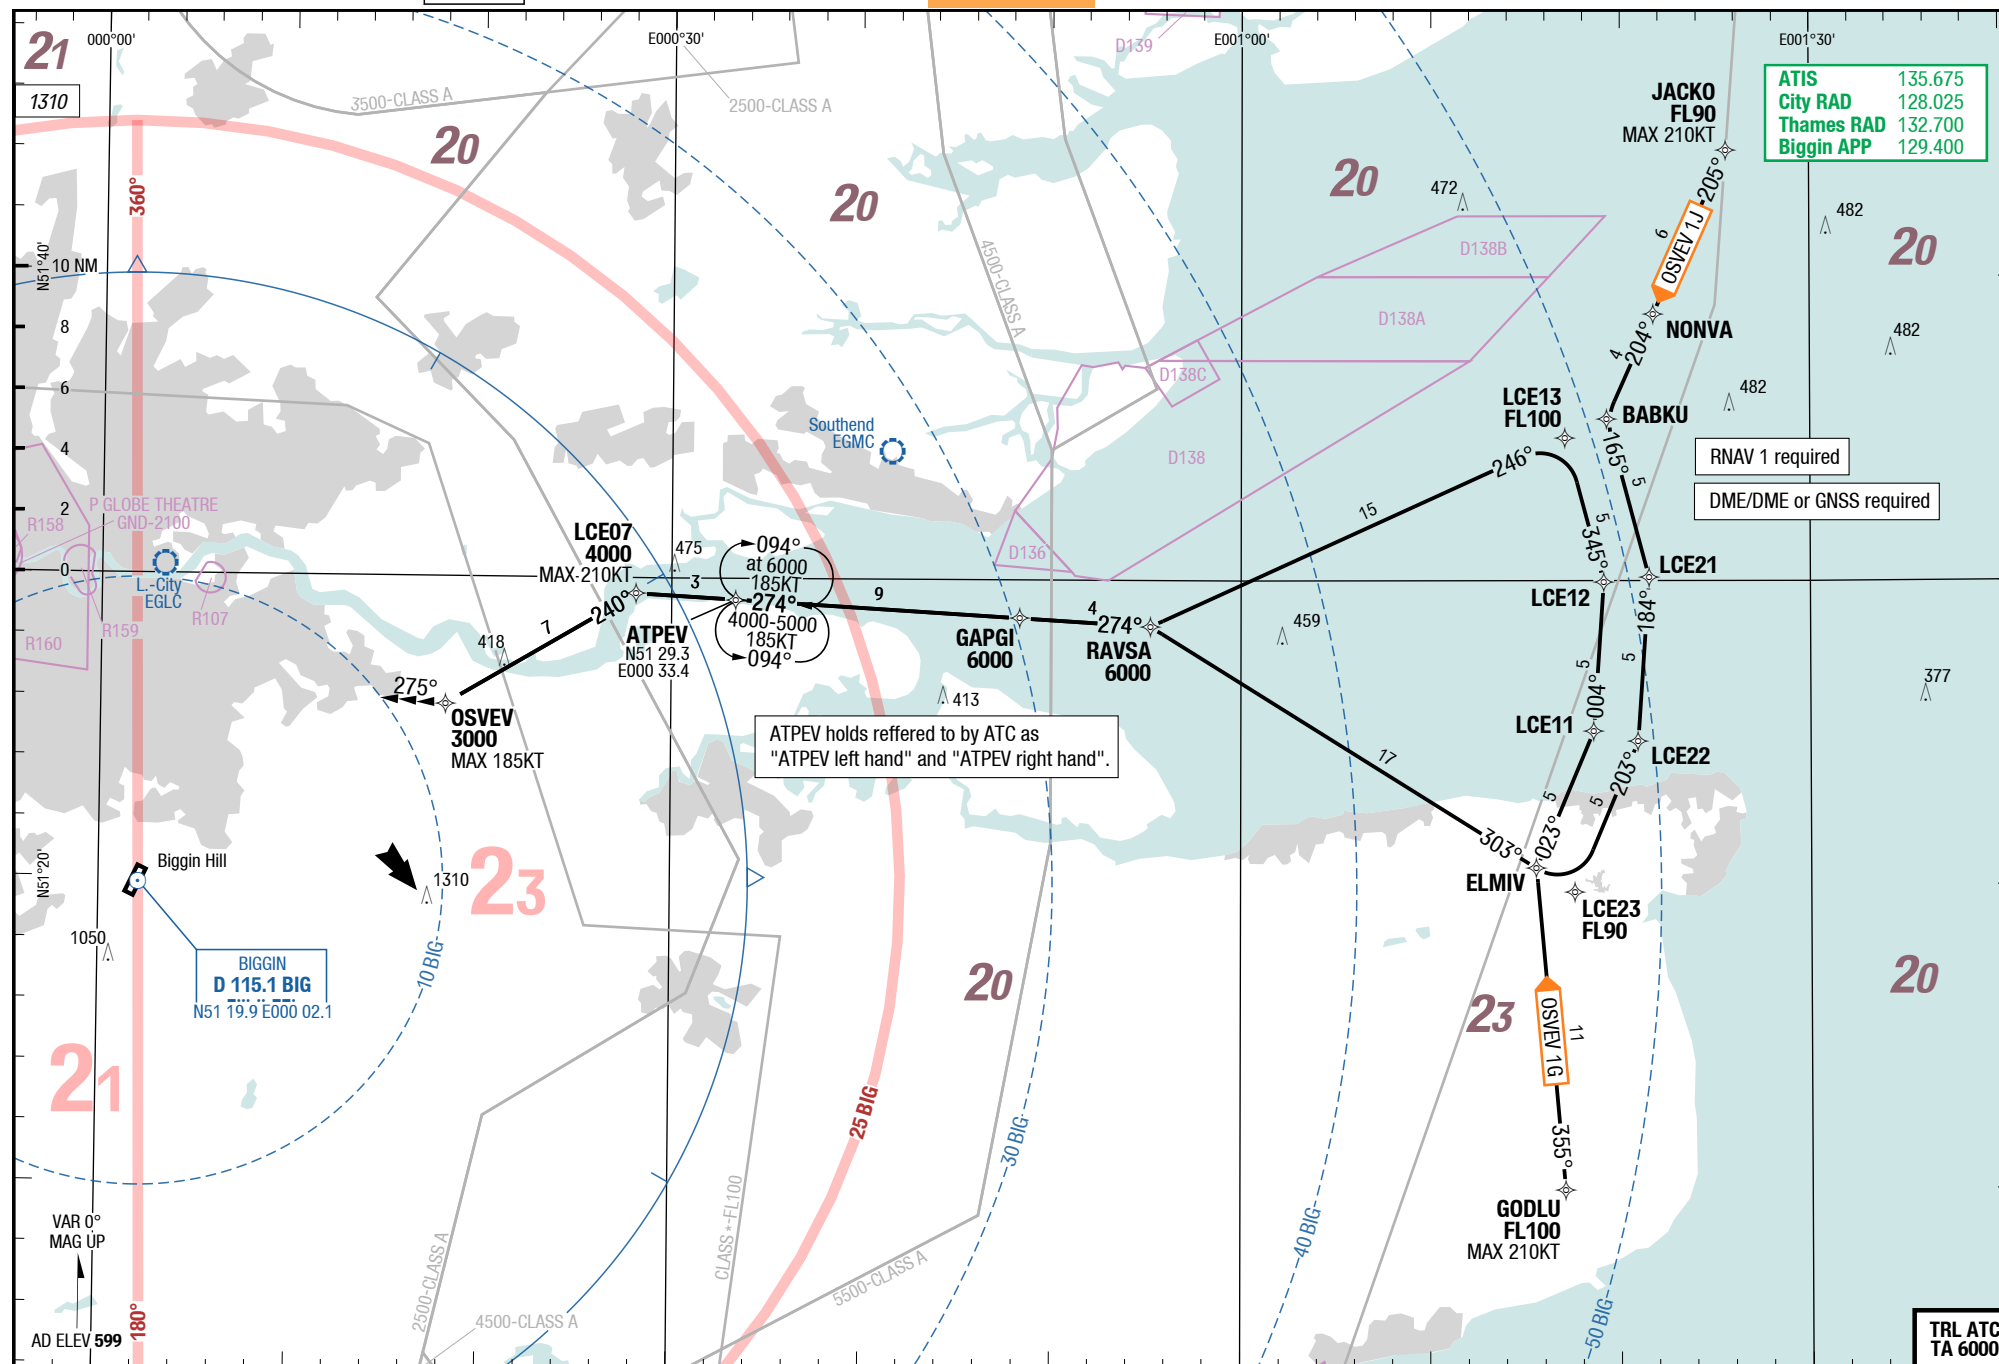 21
000°00'
E000°30'
E001°00'
E001°30'
D139
1310
3500-CLASS A
2500-CLASS A
20
20
20
20
JACKO
FL90
MAX 210KT
ATIS 135.675
City RAD 128.025
Thames RAD 132.700
Biggin APP 129.400
360°
205°
OSVEV 1J
6
472
482
D138B
4500-CLASS A
N51°40'
10 NM
8
6
4
2
0
D138A
NONVA
482
204°
4
D138C
LCE13
FL100
BABKU
482
Southend
EGMC
D138
246°
165°
5
RNAV 1 required
DME/DME or GNSS required
15
P GLOBE THEATRE
GND-2100
R158
L.-City
EGLC
R107
R159
R160
LCE07
4000
MAX 210KT
475
094°
at 6000
185KT
274°
4000-5000
185KT
094°
3
9
D136
5
345°
LCE21
LCE12
184°
5
240°
7
418
ATPEV
N51 29.3
E000 33.4
GAPGI
6000
4
274°
RAVSA
6000
459
5
004°
377
275°
OSVEV
3000
MAX 185KT
413
ATPEV holds reffered to by ATC as
"ATPEV left hand" and "ATPEV right hand".
17
LCE11
LCE22
203°
5
5
023°
303°
ELMIV
LCE23
FL90
N51°20'
Biggin Hill
1310
23
1050
BIGGIN
D 115.1 BIG
N51 19.9 E000 02.1
10 BIG
20
23
20
OSVEV 1G
11
21
25 BIG
30 BIG
355°
GODLU
FL100
MAX 210KT
VAR 0°
MAG UP
2500-CLASS A
CLASS *-FL100
5500-CLASS A
4500-CLASS A
40 BIG
50 BIG
180°
AD ELEV 599
TRL ATC
TA 6000